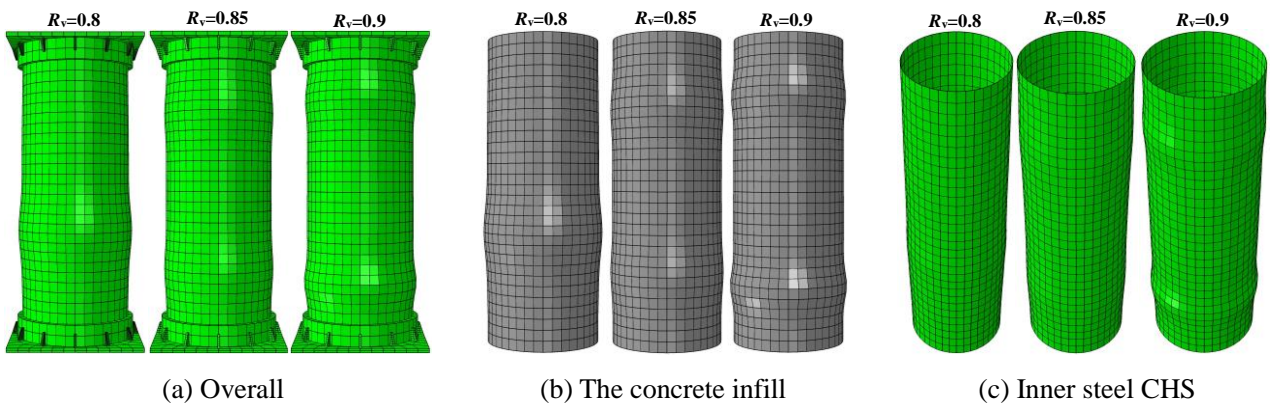 Rv=0.8 Rv=0.85 Rv=0.9 Rv=0.8 Rv=0.85 Rv=0.9 Rv=0.8 Rv=0.85 Rv=0.9
(a) Overall (b) The concrete infill (c) Inner steel CHS